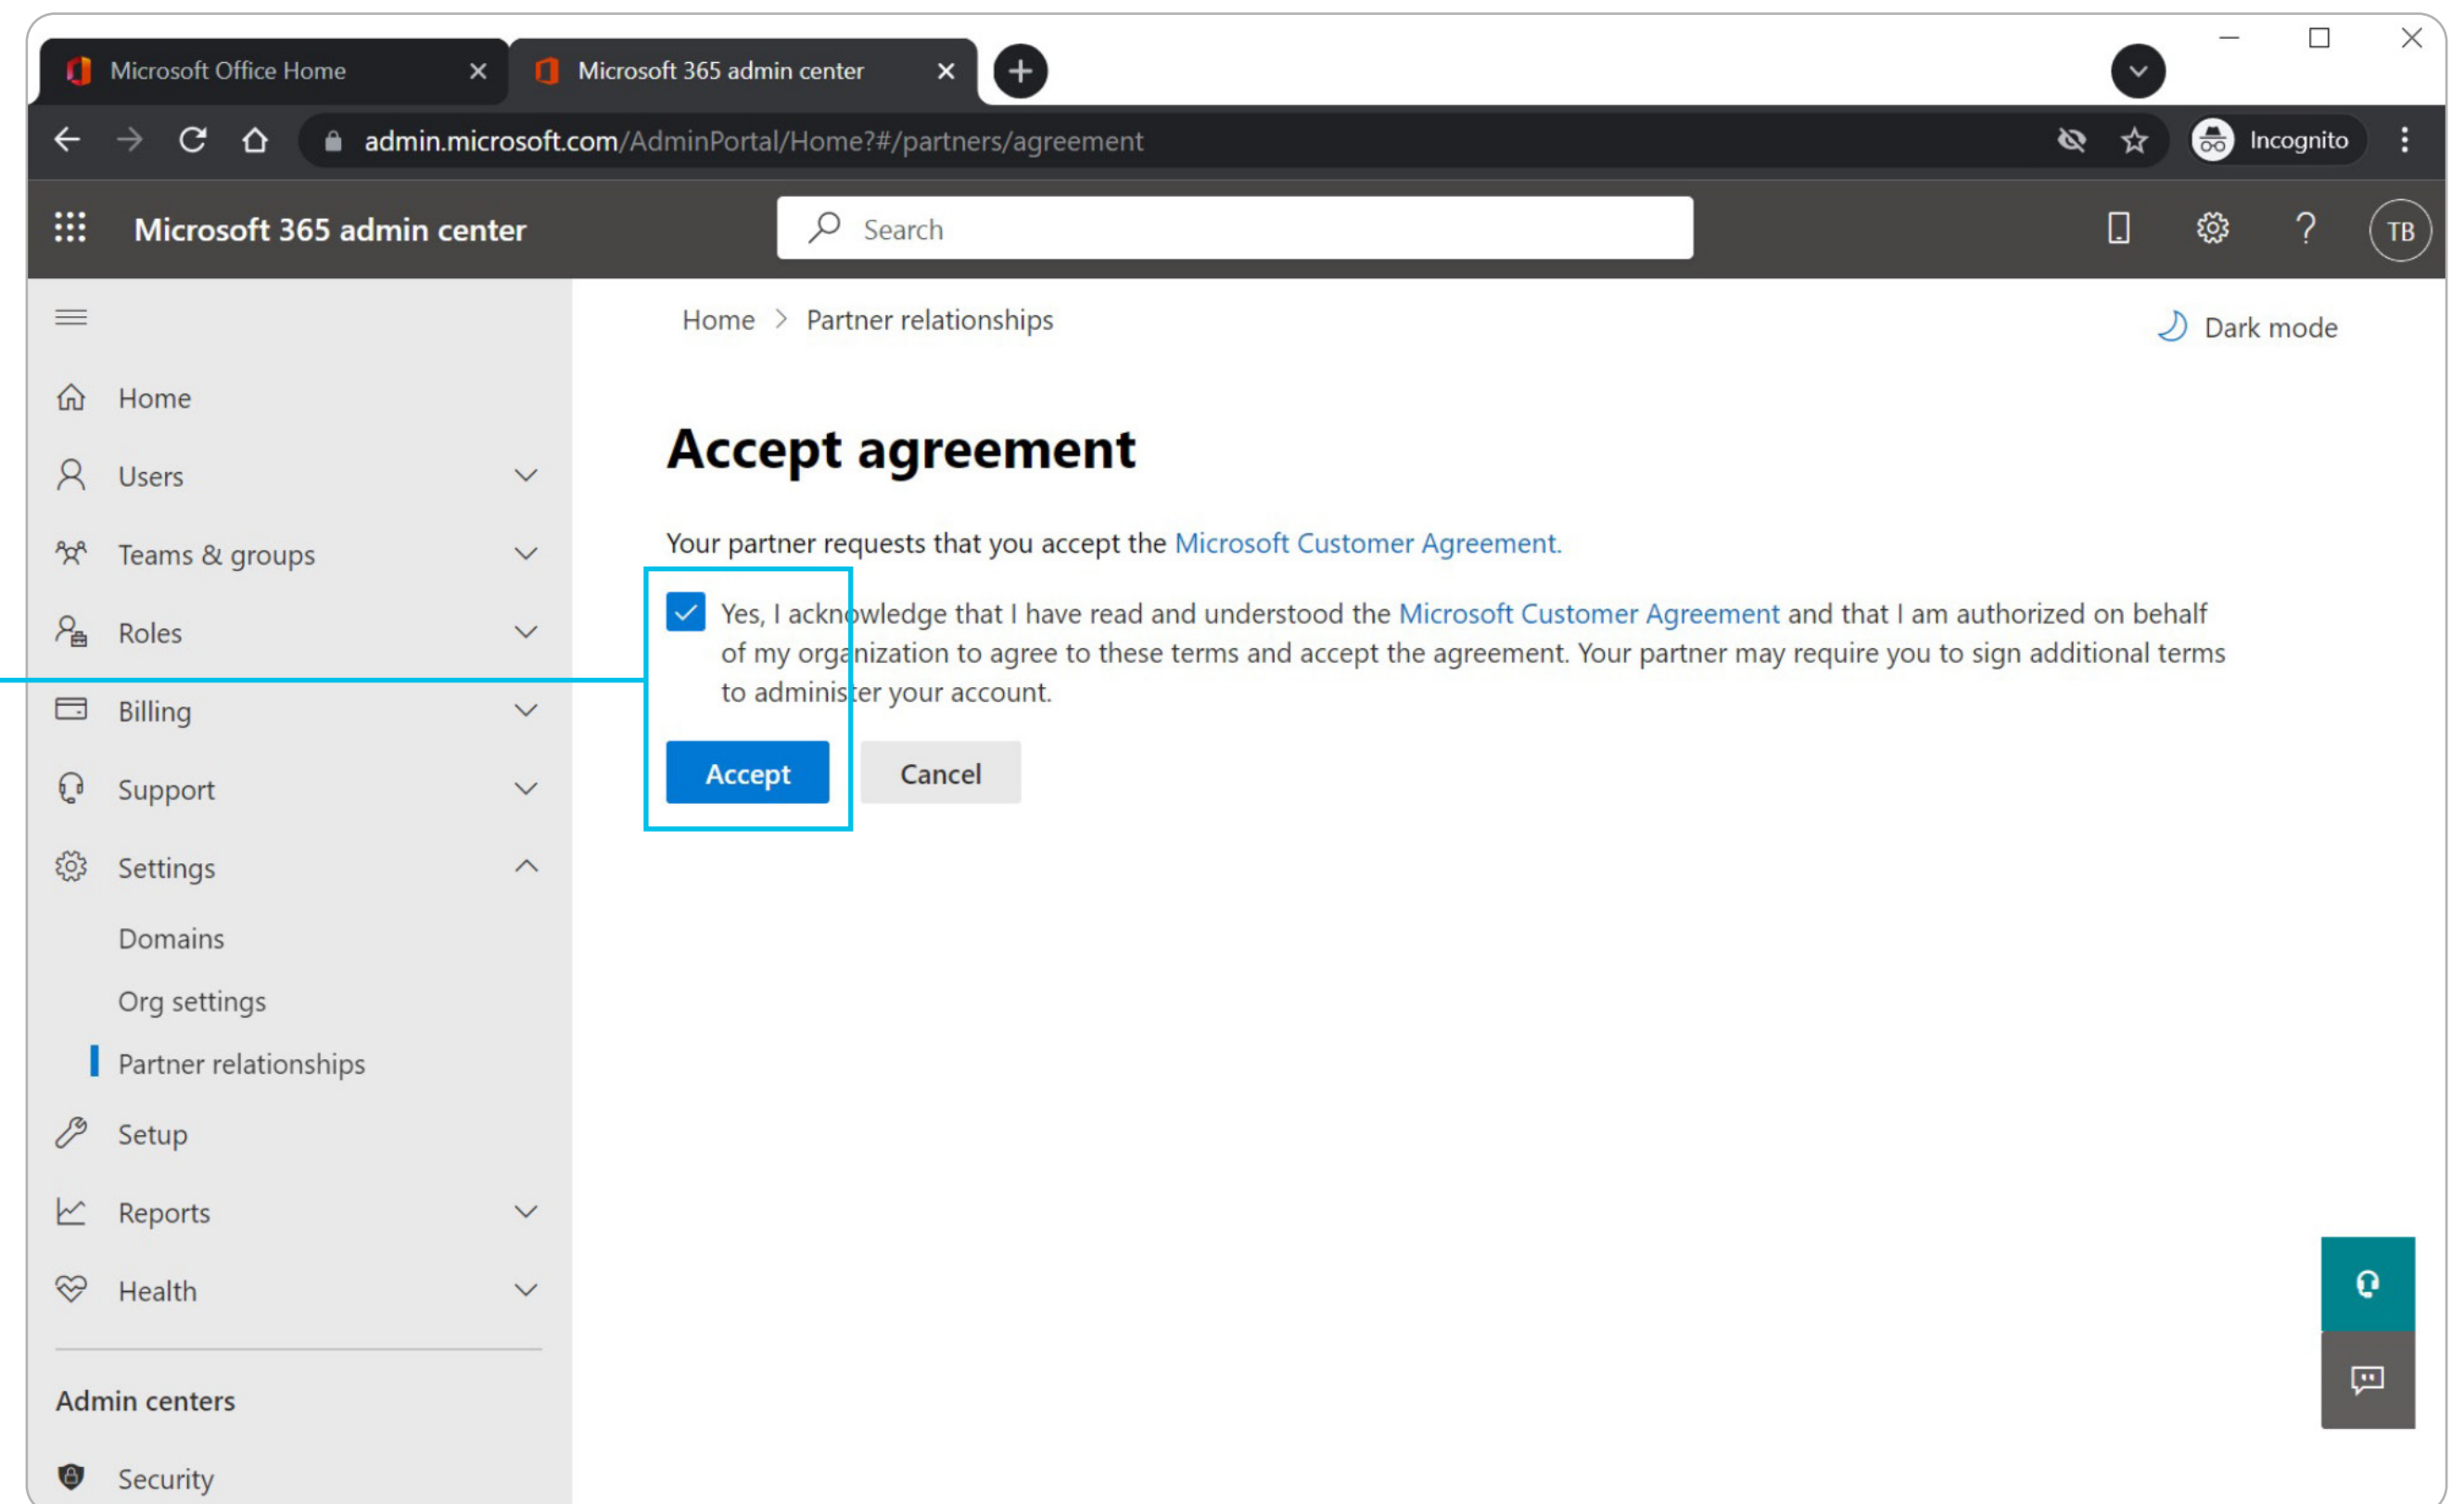 Microsoft Office Home
Microsoft 365 admin center
admin.microsoft.com/AdminPortal/Home?#/partners/agreement
Incognito
Microsoft 365 admin center
Search
TB
Home > Partner relationships
Dark mode
Home
Users
Teams & groups
Roles
Billing
Support
Settings
Domains
Org settings
Partner relationships
Setup
Reports
Health
Admin centers
Security
Accept agreement
Your partner requests that you accept the Microsoft Customer Agreement.
Yes, I acknowledge that I have read and understood the Microsoft Customer Agreement and that I am authorized on behalf
of my organization to agree to these terms and accept the agreement. Your partner may require you to sign additional terms
to administer your account.
Accept
Cancel